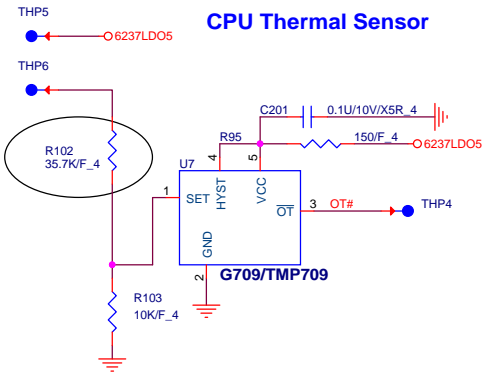 THP5
CPU Thermal Sensor
6237LDO5
THP6
C201
0.1U/10V/X5R_4
R95
150/F_4
6237LDO5
R102
35.7K/F_4
U7
4
5
1
SET
HYST
VCC
OT
3
OT#
THP4
GND
2
G709/TMP709
R103
10K/F_4